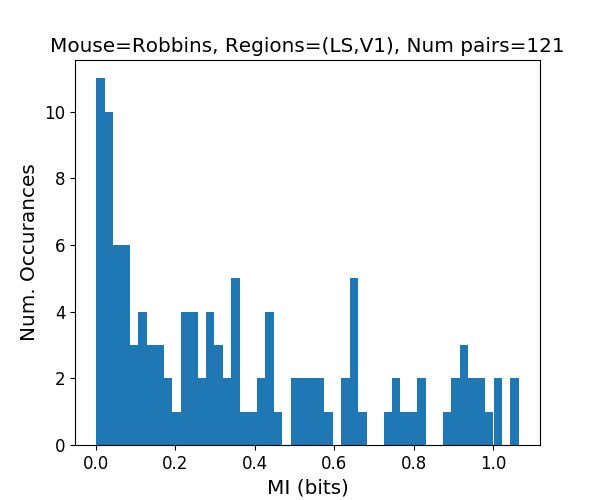 Mouse=Robbins, Regions=(LS,V1), Num pairs=121
Num. Occurances
10
8
6
4
2
0
0.0 0.2 0.4 0.6 0.8 1.0
MI (bits)